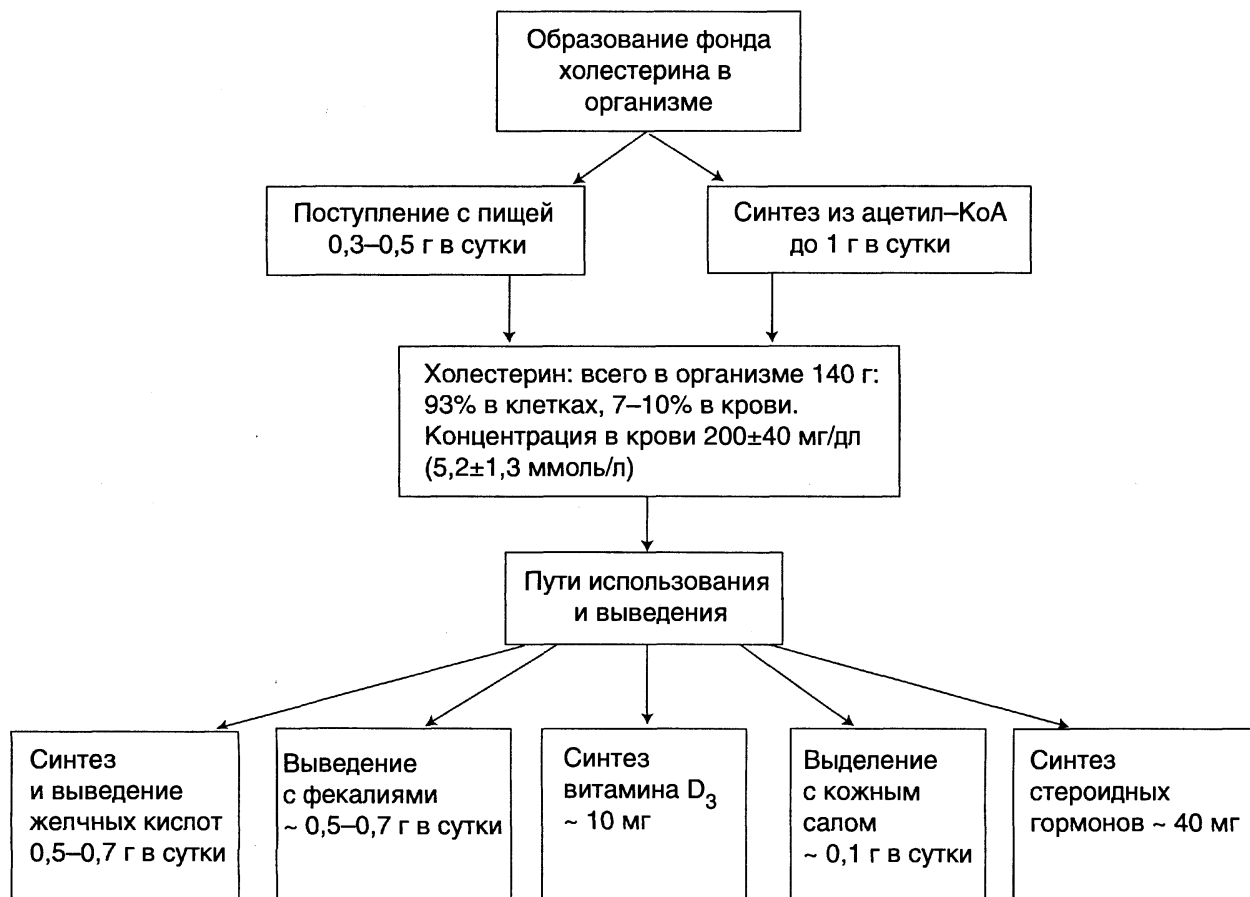 Образование фонда
холестерина в
организме
Поступление с пищей
0,3–0,5 г в сутки
Синтез из ацетил–КоА
до 1 г в сутки
Холестерин: всего в организме 140 г:
93% в клетках, 7–10% в крови.
Концентрация в крови 200±40 мг/дл
(5,2±1,3 ммоль/л)
Пути использования
и выведения
Синтез
и выведение
желчных кислот
0,5–0,7 г в сутки
Выведение
с фекалиями
~ 0,5–0,7 г в сутки
Синтез
витамина D₃
~ 10 мг
Выделение
с кожным
салом
~ 0,1 г в сутки
Синтез
стероидных
гормонов ~ 40 мг